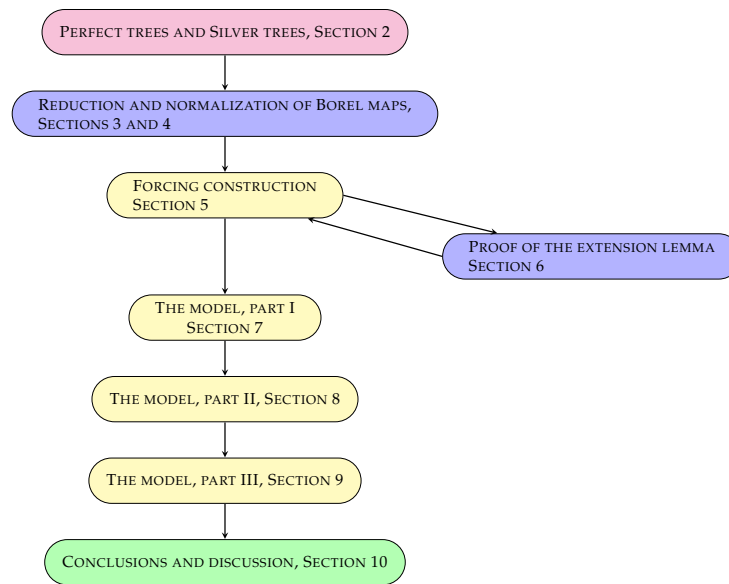 Perfect trees and Silver trees, Section 2
Reduction and normalization of Borel maps,
Sections 3 and 4
Forcing construction
Section 5
Proof of the extension lemma
Section 6
The model, part I
Section 7
The model, part II, Section 8
The model, part III, Section 9
Conclusions and discussion, Section 10